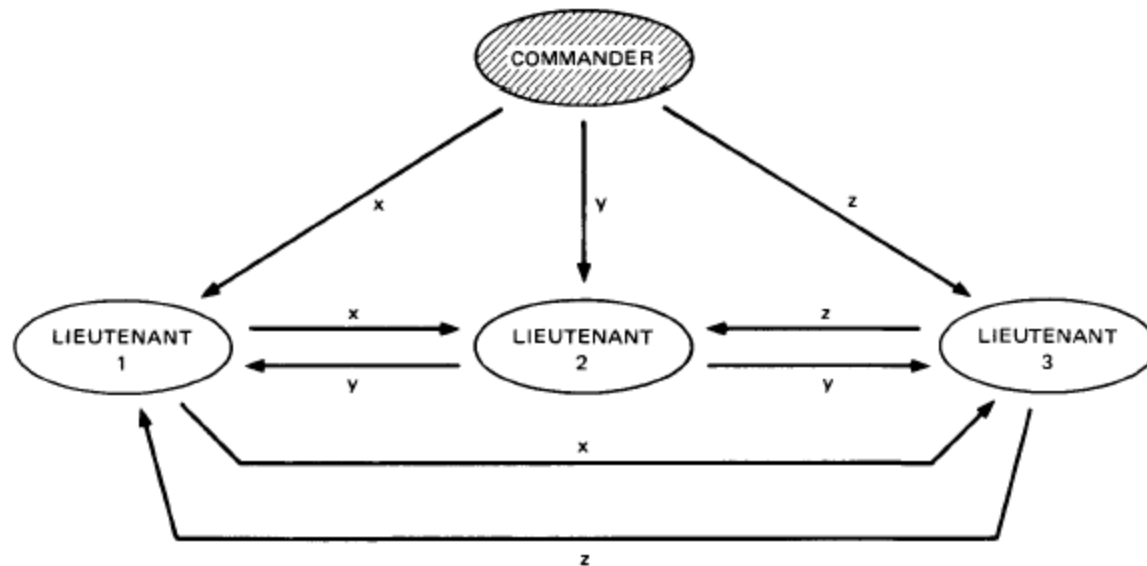 COMMANDER
x
y
z
LIEUTENANT
1
x
y
LIEUTENANT
2
z
y
LIEUTENANT
3
x
z